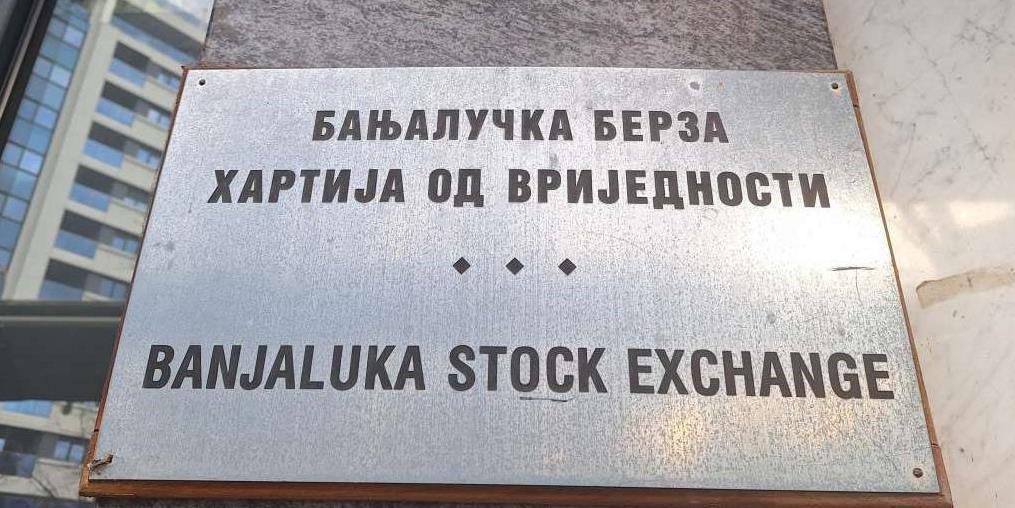 БАЊАЛУЧКА БЕРЗА
ХАРТИЈА ОД ВРИЈЕДНОСТИ
BANJALUKA STOCK EXCHANGE